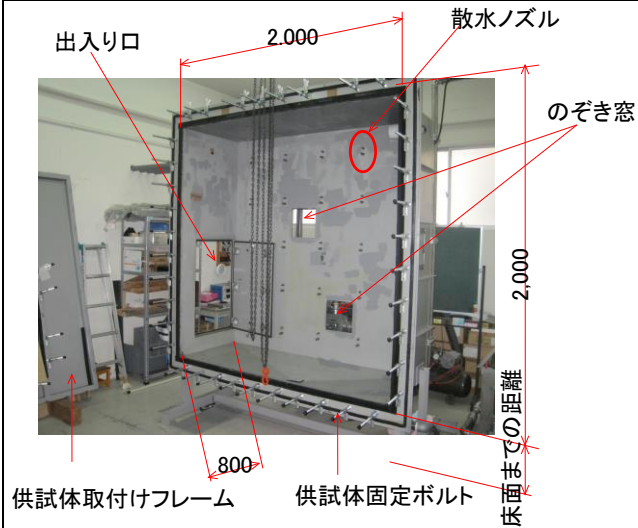 散水ノズル
出入り口
2.000
のぞき窓
2,000
床面までの距離
800
供試体取付けフレーム
供試体固定ボルト